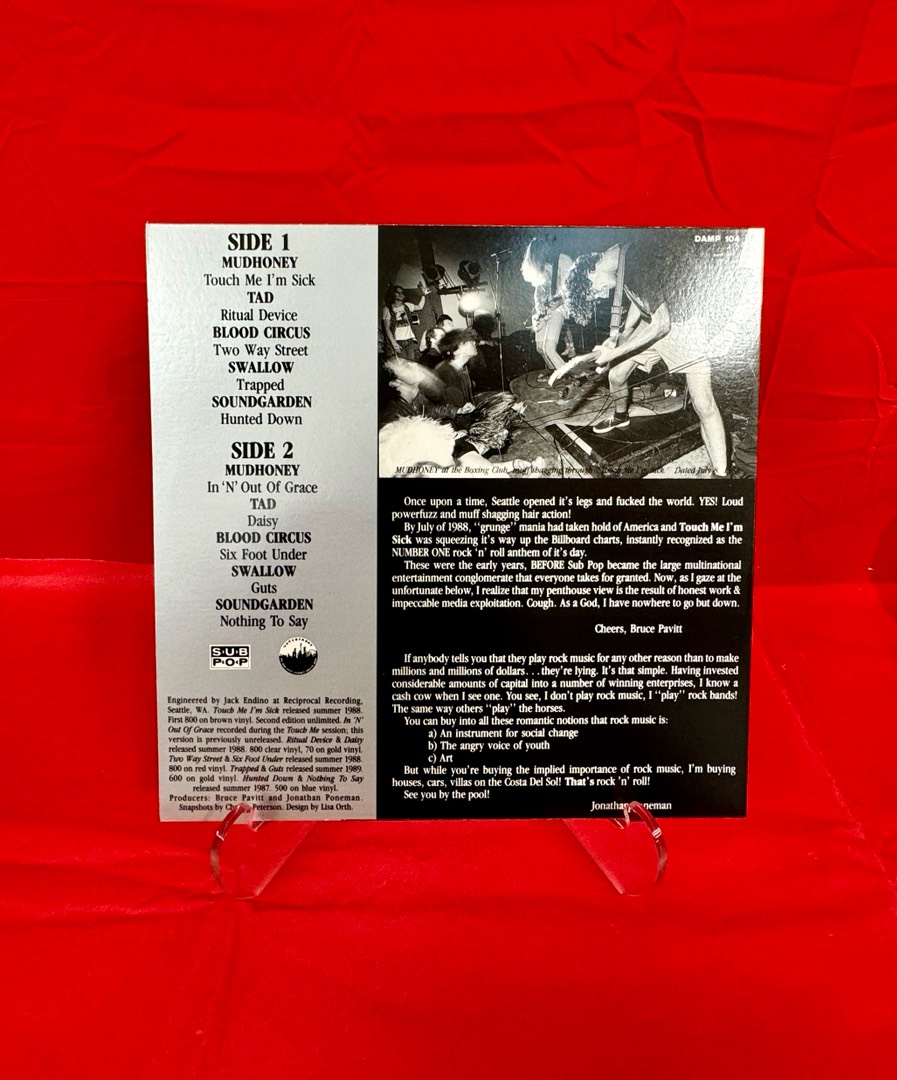 SIDE 1
MUDHONEY
Touch Me I'm Sick
TAD
Ritual Device
BLOOD CIRCUS
Two Way Street
SWALLOW
Trapped
SOUNDGARDEN
Hunted Down
SIDE 2
MUDHONEY
In 'N' Out Of Grace
TAD
Daisy
BLOOD CIRCUS
Six Foot Under
SWALLOW
Guts
SOUNDGARDEN
Nothing To Say
SUB
POP
Engineered by Jack Endino at Reciprocal Recording,
Seattle, WA. Touch Me I'm Sick released summer 1988.
First 800 on brown vinyl. Second edition unlimited. In 'N'
Out Of Grace recorded during the Touch Me session; this
version is previously unreleased. Ritual Device & Daisy
released summer 1988. 800 clear vinyl, 70 on gold vinyl.
Two Way Street & Six Foot Under released summer 1988.
800 on red vinyl. Trapped & Guts released summer 1989.
600 on gold vinyl. Hunted Down & Nothing To Say
released summer 1987. 500 on blue vinyl.
Producers: Bruce Pavitt and Jonathan Poneman.
Snapshots by Peterson. Design by Lisa Orth.
DAMP 104
MUDHONEY at the Boxing Club, muff shagging through "Touch Me I'm Sick." Dated July
Once upon a time, Seattle opened it's legs and fucked the world. YES! Loud
powerfuzz and muff shagging hair action!
By July of 1988, "grunge" mania had taken hold of America and Touch Me I'm
Sick was squeezing it's way up the Billboard charts, instantly recognized as the
NUMBER ONE rock 'n' roll anthem of it's day.
These were the early years, BEFORE Sub Pop became the large multinational
entertainment conglomerate that everyone takes for granted. Now, as I gaze at the
unfortunate below, I realize that my penthouse view is the result of honest work &
impeccable media exploitation. Cough. As a God, I have nowhere to go but down.
Cheers, Bruce Pavitt
If anybody tells you that they play rock music for any other reason than to make
millions and millions of dollars...they're lying. It's that simple. Having invested
considerable amounts of capital into a number of winning enterprises, I know a
cash cow when I see one. You see, I don't play rock music, I "play" rock bands!
The same way others "play" the horses.
You can buy into all these romantic notions that rock music is:
a) An instrument for social change
b) The angry voice of youth
c) Art
But while you're buying the implied importance of rock music, I'm buying
houses, cars, villas on the Costa Del Sol! That's rock 'n' roll!
See you by the pool!
Jonathan Poneman